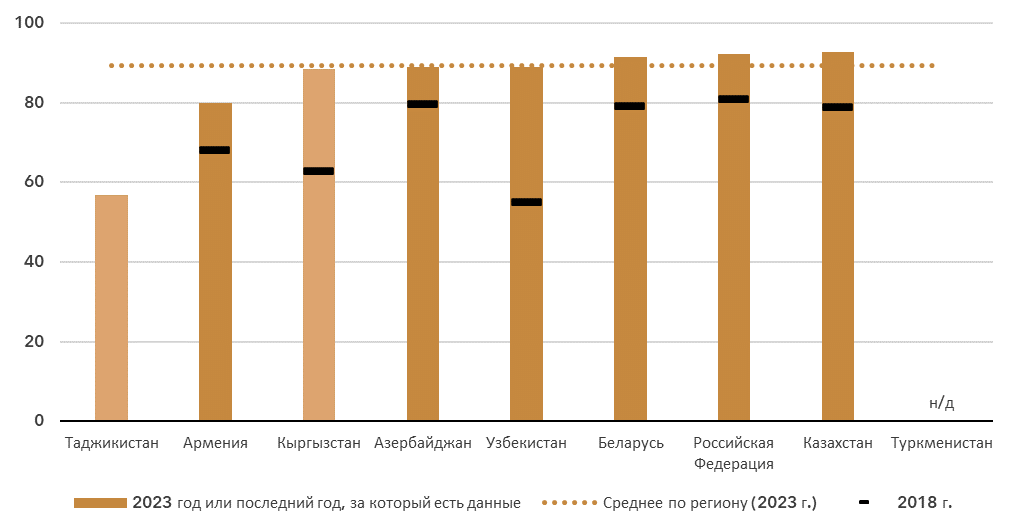 100
80
60
40
20
0
н/д
Таджикистан Армения Кыргызстан Азербайджан Узбекистан Беларусь Российская Федерация Казахстан Туркменистан
2023 год или последний год, за который есть данные Среднее по региону (2023 г.) 2018 г.